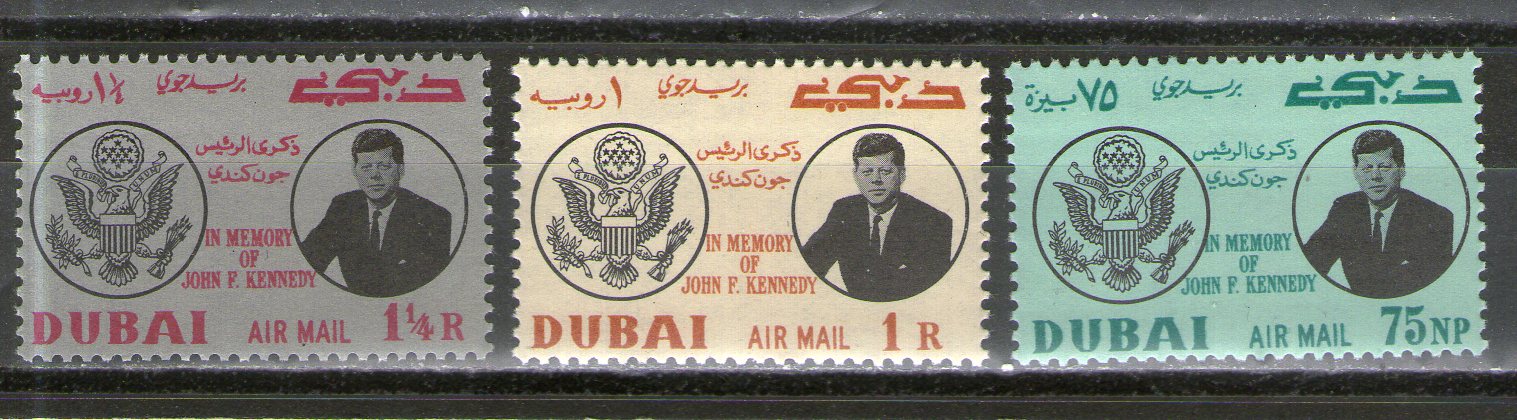 ١¼ روبية بريد جوي دبي
ذكرى الرئيس
جون كندي
IN MEMORY
OF
JOHN F. KENNEDY
DUBAI AIR MAIL 1¼ R
١ روبية بريد جوي دبي
ذكرى الرئيس
جون كندي
IN MEMORY
OF
JOHN F. KENNEDY
DUBAI AIR MAIL 1 R
٧٥ بيزة بريد جوي دبي
ذكرى الرئيس
جون كندي
IN MEMORY
OF
JOHN F. KENNEDY
DUBAI AIR MAIL 75 NP